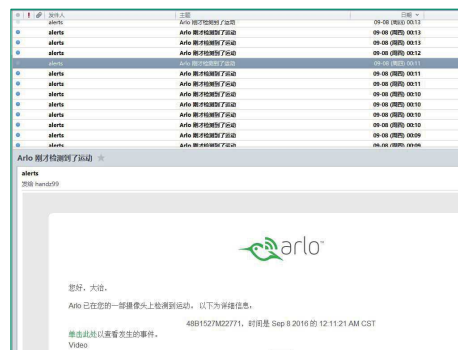 发件人 主题 日期
alerts Arlo 刚才检测到了运动 09-08 (周四) 00:13
alerts Arlo 刚才检测到了运动 09-08 (周四) 00:13
alerts Arlo 刚才检测到了运动 09-08 (周四) 00:13
alerts Arlo 刚才检测到了运动 09-08 (周四) 00:12
alerts Arlo 刚才检测到了运动 09-08 (周四) 00:11
alerts Arlo 刚才检测到了运动 09-08 (周四) 00:11
alerts Arlo 刚才检测到了运动 09-08 (周四) 00:11
alerts Arlo 刚才检测到了运动 09-08 (周四) 00:10
alerts Arlo 刚才检测到了运动 09-08 (周四) 00:10
alerts Arlo 刚才检测到了运动 09-08 (周四) 00:10
alerts Arlo 刚才检测到了运动 09-08 (周四) 00:10
alerts Arlo 刚才检测到了运动 09-08 (周四) 00:09
alerts Arlo 刚才检测到了运动 09-08 (周四) 00:09
Arlo 刚才检测到了运动
alerts
发给 handz99
arlo
您好，大治，
Arlo 已在您的一部摄像头上检测到运动。以下为详细信息。
48B1527M22771，时间是 Sep 8 2016 的 12:11:21 AM CST
单击此处以查看发生的事件。
Video